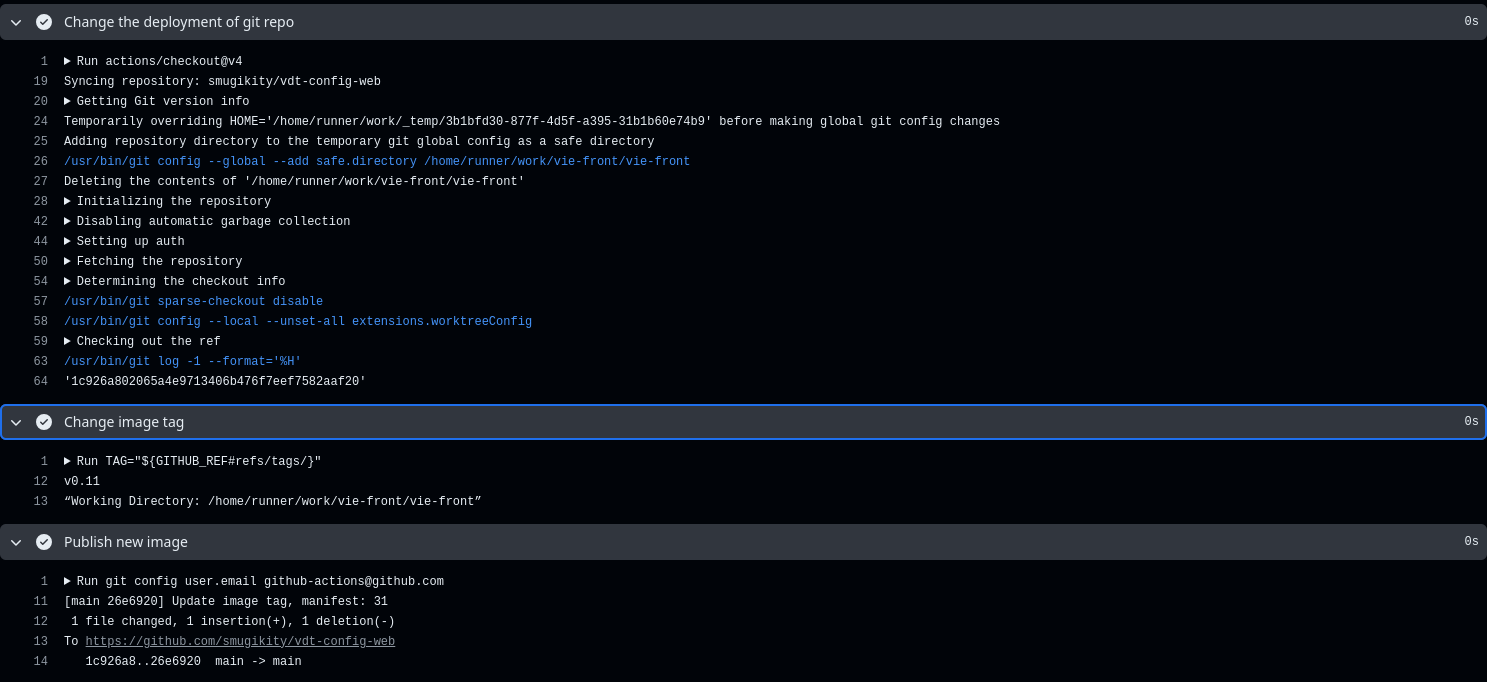 Change the deployment of git repo 0s
1 Run actions/checkout@v4
19 Syncing repository: smugikity/vdt-config-web
20 Getting Git version info
24 Temporarily overriding HOME='/home/runner/work/_temp/3b1bfd30-877f-4d5f-a395-31b1b60e74b9' before making global git config changes
25 Adding repository directory to the temporary git global config as a safe directory
26 /usr/bin/git config --global --add safe.directory /home/runner/work/vie-front/vie-front
27 Deleting the contents of '/home/runner/work/vie-front/vie-front'
28 Initializing the repository
42 Disabling automatic garbage collection
44 Setting up auth
50 Fetching the repository
54 Determining the checkout info
57 /usr/bin/git sparse-checkout disable
58 /usr/bin/git config --local --unset-all extensions.worktreeConfig
59 Checking out the ref
63 /usr/bin/git log -1 --format='%H'
64 '1c926a802065a4e9713406b476f7eef7582aaf20'
Change image tag 0s
1 Run TAG="${GITHUB_REF#refs/tags/}"
12 v0.11
13 “Working Directory: /home/runner/work/vie-front/vie-front”
Publish new image 0s
1 Run git config user.email github-actions@github.com
11 [main 26e6920] Update image tag, manifest: 31
12 1 file changed, 1 insertion(+), 1 deletion(-)
13 To https://github.com/smugikity/vdt-config-web
14 1c926a8..26e6920 main -> main